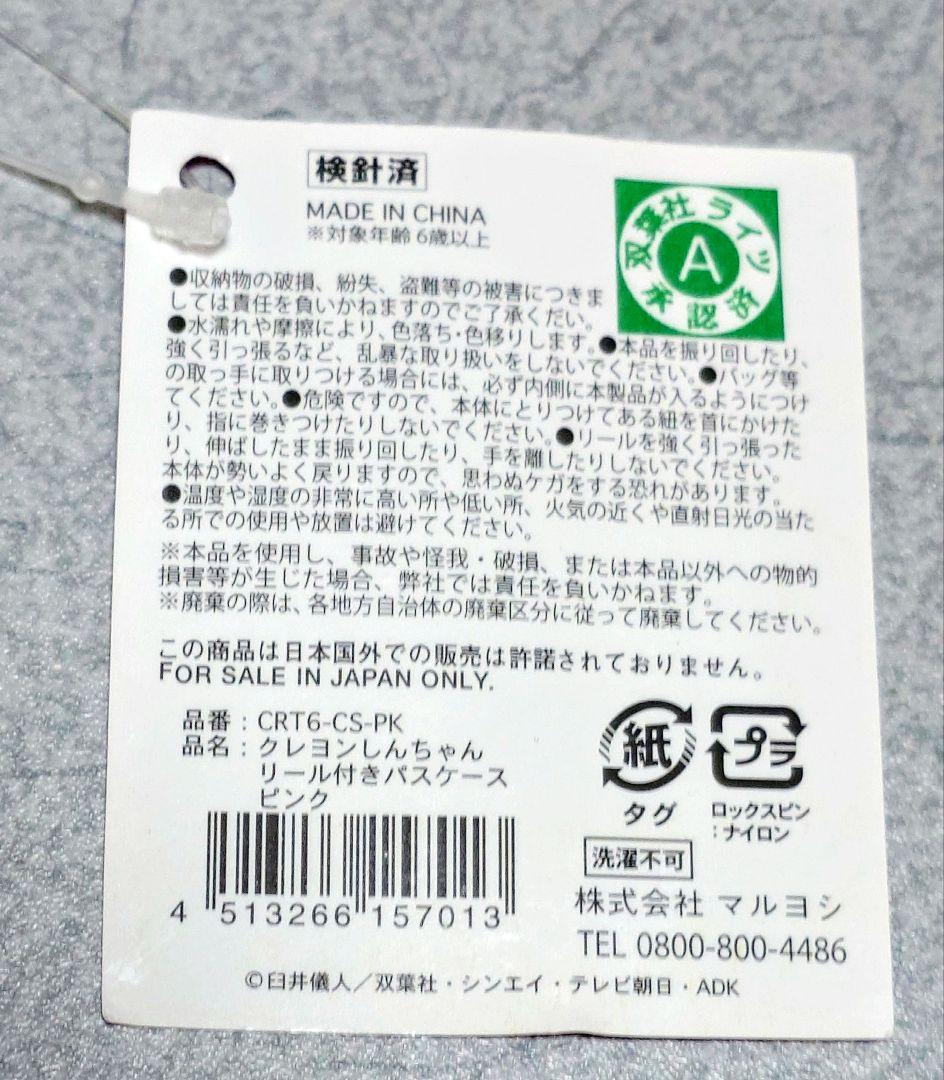 検針済
MADE IN CHINA
※対象年齢 6歳以上
双葉社 ライツ
A
承認済
●収納物の破損、紛失、盗難等の被害につきま
しては責任を負いかねますのでご了承ください。
●水濡れや摩擦により、色落ち・色移りします。●本品を振り回したり、
強く引っ張るなど、乱暴な取り扱いをしないでください。●バッグ等
の取っ手に取りつける場合には、必ず内側に本製品が入るようにつけ
てください。●危険ですので、本体にとりつけてある紐を首にかけた
り、指に巻きつけたりしないでください。●リールを強く引っ張った
り、伸ばしたまま振り回したり、手を離したりしないでください。
本体が勢いよく戻りますので、思わぬケガをする恐れがあります。
●温度や湿度の非常に高い所や低い所、火気の近くや直射日光の当た
る所での使用や放置は避けてください。
※本品を使用し、事故や怪我・破損、または本品以外への物的
損害等が生じた場合、弊社では責任を負いかねます。
※廃棄の際は、各地方自治体の廃棄区分に従って廃棄してください。
この商品は日本国外での販売は許諾されておりません。
FOR SALE IN JAPAN ONLY.
品番：CRT6-CS-PK
品名：クレヨンしんちゃん
リール付きパスケース
ピンク
紙
タグ
プラ
ロックスピン
：ナイロン
洗濯不可
4 513266 157013
株式会社 マルヨシ
TEL 0800-800-4486
©臼井儀人／双葉社・シンエイ・テレビ朝日・ADK